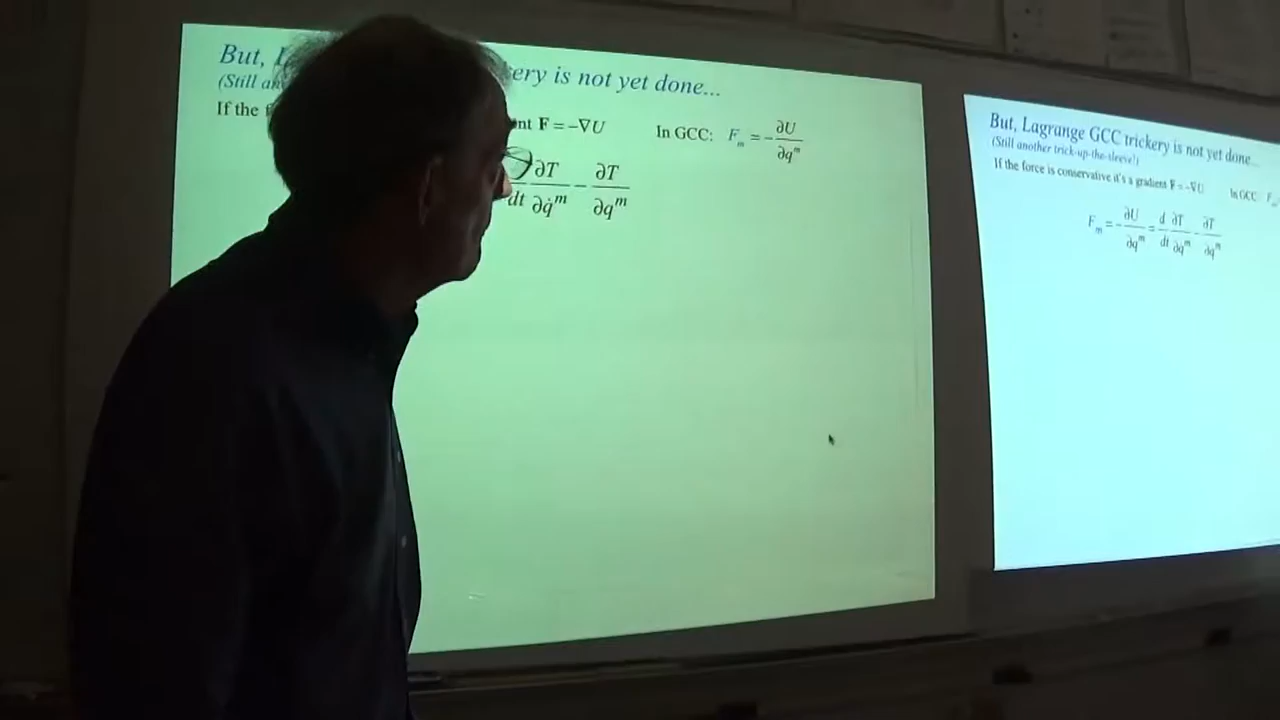 But, L ery is not yet done...
(Still an
If the f nt F = −∇U In GCC: F_m = −∂U/∂q^m
dt ∂T/∂q̇^m − ∂T/∂q^m
But, Lagrange GCC trickery is not yet done...
(Still another trick-up-the-sleeve!)
If the force is conservative it's a gradient F = −∇U In GCC: F_m
F_m = −∂U/∂q^m = d/dt ∂T/∂q̇^m − ∂T/∂q^m